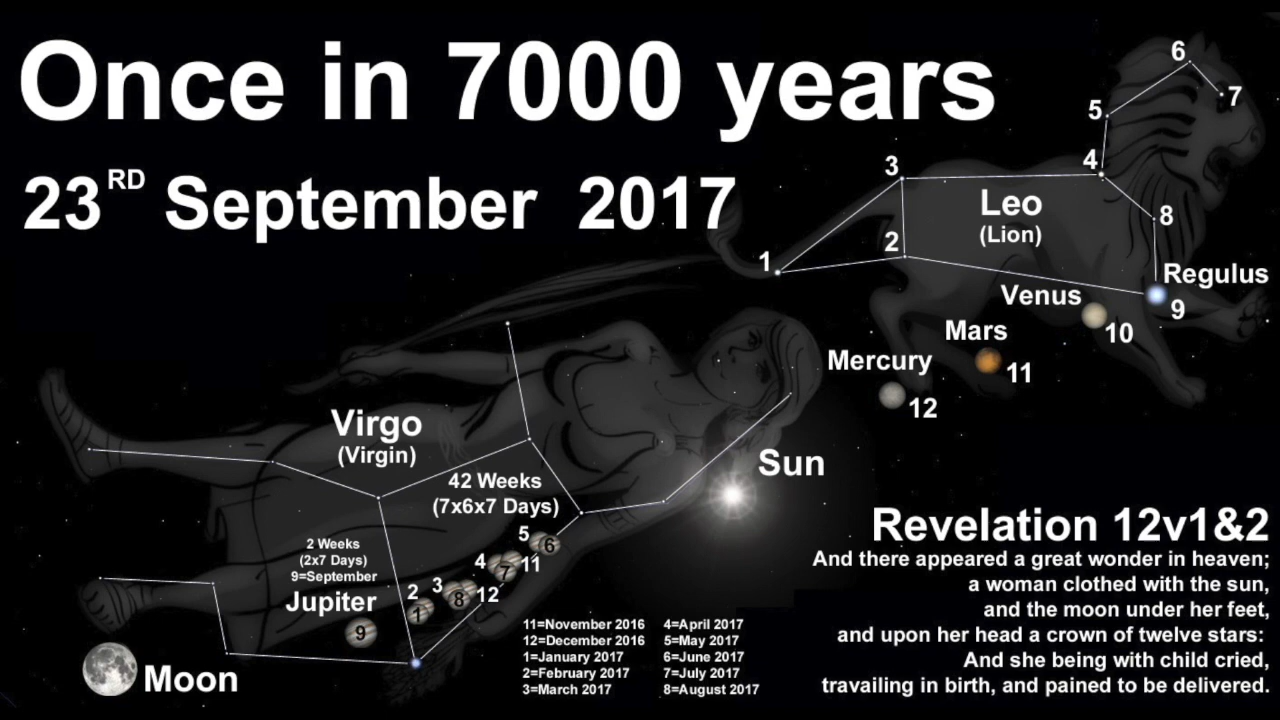 Once in 7000 years
23RD September 2017
6
7
5
3
4
Leo
(Lion)
8
2
1
Regulus
9
Venus
10
Mars
11
Mercury
12
Virgo
(Virgin)
Sun
42 Weeks
(7x6x7 Days)
5
6
2 Weeks
(2x7 Days)
9=September
4
7
11
Jupiter
2
3
1
8
12
9
Moon
11=November 2016
12=December 2016
1=January 2017
2=February 2017
3=March 2017
4=April 2017
5=May 2017
6=June 2017
7=July 2017
8=August 2017
Revelation 12v1&2
And there appeared a great wonder in heaven;
a woman clothed with the sun,
and the moon under her feet,
and upon her head a crown of twelve stars:
And she being with child cried,
travailing in birth, and pained to be delivered.